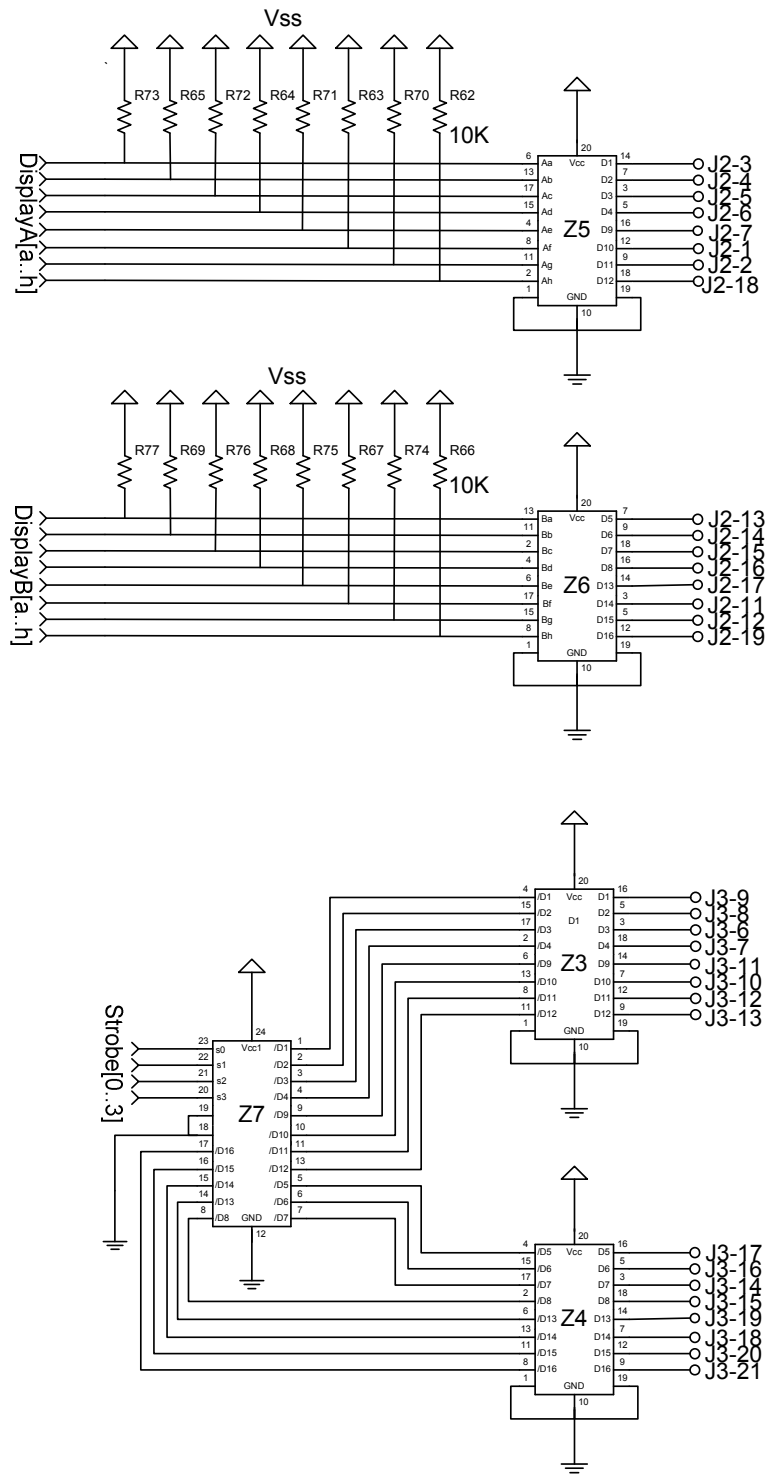 Vss
R73 R65 R72 R64 R71 R63 R70 R62
10K
DisplayA[a..h]
20
Vcc
6 Aa D1 14 J2-3
13 Ab D2 7 J2-4
17 Ac D3 3 J2-5
15 Ad D4 5 J2-6
4 Ae D9 16 J2-7
8 Af D10 12 J2-1
11 Ag D11 9 J2-2
2 Ah D12 18 J2-18
Z5
1 GND 19
10
Vss
R77 R69 R76 R68 R75 R67 R74 R66
10K
DisplayB[a..h]
20
Vcc
13 Ba D5 7 J2-13
11 Bb D6 9 J2-14
2 Bc D7 18 J2-15
4 Bd D8 16 J2-16
6 Be D13 14 J2-17
17 Bf D14 3 J2-11
15 Bg D15 5 J2-12
8 Bh D16 12 J2-19
Z6
1 GND 19
10
20
Vcc
4 /D1 D1 16 J3-9
15 /D2 D2 5 J3-8
D1
17 /D3 D3 3 J3-6
2 /D4 D4 18 J3-7
6 /D9 D9 14 J3-11
13 /D10 D10 7 J3-10
8 /D11 D11 12 J3-12
11 /D12 D12 9 J3-13
Z3
1 GND 19
10
Strobe[0..3]
24
Vcc1
23 s0 /D1 1
22 s1 /D2 2
21 s2 /D3 3
20 s3 /D4 4
19 /D9 9
18 /D10 10
17 /D16 /D11 11
16 /D15 /D12 13
15 /D14 /D5 5
14 /D13 /D6 6
8 /D8 GND /D7 7
Z7
12
20
Vcc
4 /D5 D5 16 J3-17
15 /D6 D6 5 J3-16
17 /D7 D7 3 J3-14
2 /D8 D8 18 J3-15
6 /D13 D13 14 J3-19
13 /D14 D14 7 J3-18
11 /D15 D15 12 J3-20
8 /D16 D16 9 J3-21
Z4
1 GND 19
10